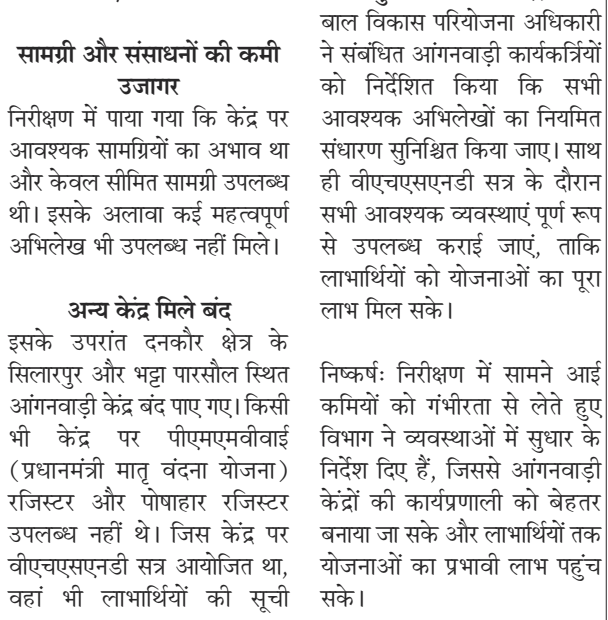 सामग्री और संसाधनों की कमी
उजागर
निरीक्षण में पाया गया कि केंद्र पर
आवश्यक सामग्रियों का अभाव था
और केवल सीमित सामग्री उपलब्ध
थी। इसके अलावा कई महत्वपूर्ण
अभिलेख भी उपलब्ध नहीं मिले।
अन्य केंद्र मिले बंद
इसके उपरांत दनकौर क्षेत्र के
सिलारपुर और भट्टा पारसौल स्थित
आंगनवाड़ी केंद्र बंद पाए गए। किसी
भी केंद्र पर पीएमएमवीवाई
(प्रधानमंत्री मातृ वंदना योजना)
रजिस्टर और पोषाहार रजिस्टर
उपलब्ध नहीं थे। जिस केंद्र पर
वीएचएसएनडी सत्र आयोजित था,
वहां भी लाभार्थियों की सूची
बाल विकास परियोजना अधिकारी
ने संबंधित आंगनवाड़ी कार्यकर्त्रियों
को निर्देशित किया कि सभी
आवश्यक अभिलेखों का नियमित
संधारण सुनिश्चित किया जाए। साथ
ही वीएचएसएनडी सत्र के दौरान
सभी आवश्यक व्यवस्थाएं पूर्ण रूप
से उपलब्ध कराई जाएं, ताकि
लाभार्थियों को योजनाओं का पूरा
लाभ मिल सके।
निष्कर्षः निरीक्षण में सामने आई
कमियों को गंभीरता से लेते हुए
विभाग ने व्यवस्थाओं में सुधार के
निर्देश दिए हैं, जिससे आंगनवाड़ी
केंद्रों की कार्यप्रणाली को बेहतर
बनाया जा सके और लाभार्थियों तक
योजनाओं का प्रभावी लाभ पहुंच
सके।